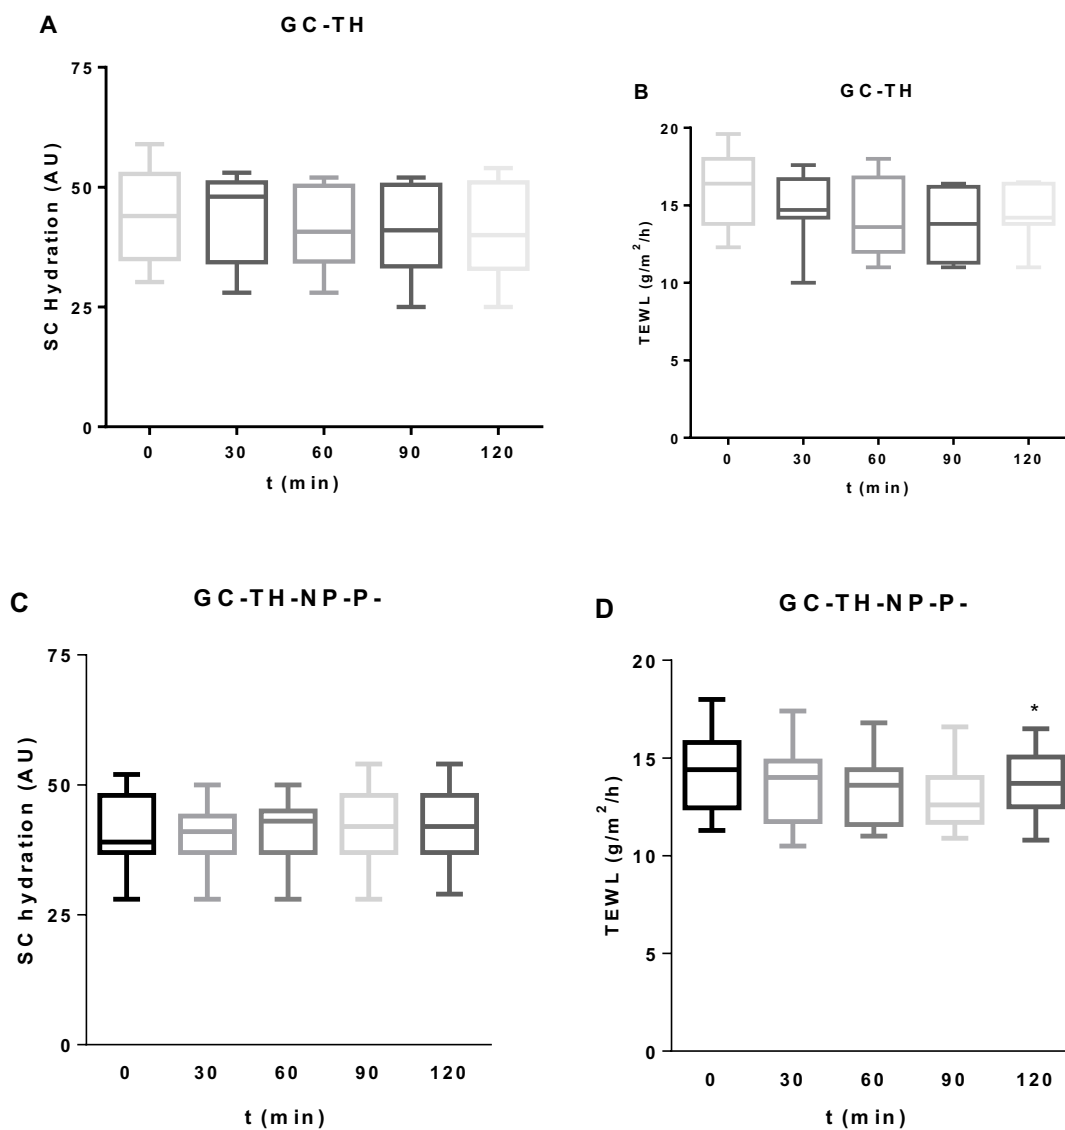 A
GC-TH
75
50
25
0
SC Hydration (AU)
0 30 60 90 120
t (min)
B
GC-TH
20
15
10
5
0
TEWL (g/m²/h)
0 30 60 90 120
t (min)
C
GC-TH-NP-P-
75
50
25
0
SC hydration (AU)
0 30 60 90 120
t (min)
D
GC-TH-NP-P-
20
15
10
5
0
TEWL (g/m²/h)
*
0 30 60 90 120
t (min)